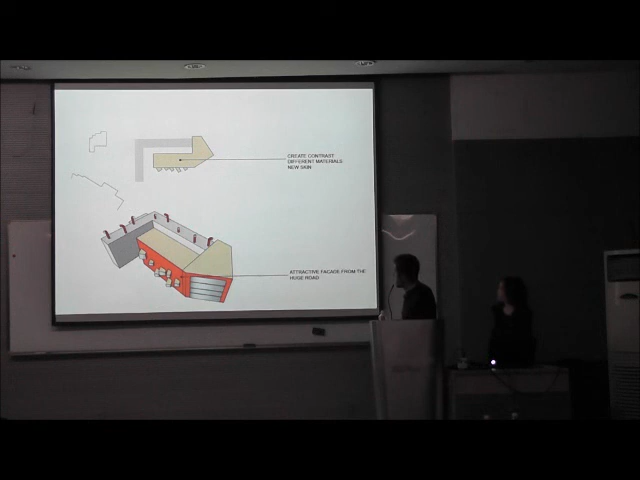 CREATE CONTRAST
DIFFERENT MATERIALS
NEW SKIN
ATTRACTIVE FACADE FROM THE
HUGE ROAD